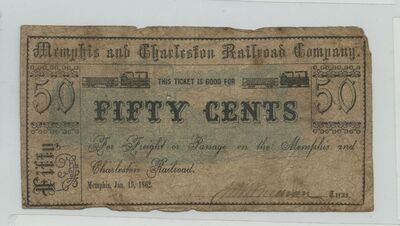 Memphis and Charleston Railroad Company.
THIS TICKET IS GOOD FOR
50 50
FIFTY CENTS
Fifty
For Freight or Passage on the Memphis and
Charleston Railroad.
Memphis, Jan. 15, 1862.
Treas.